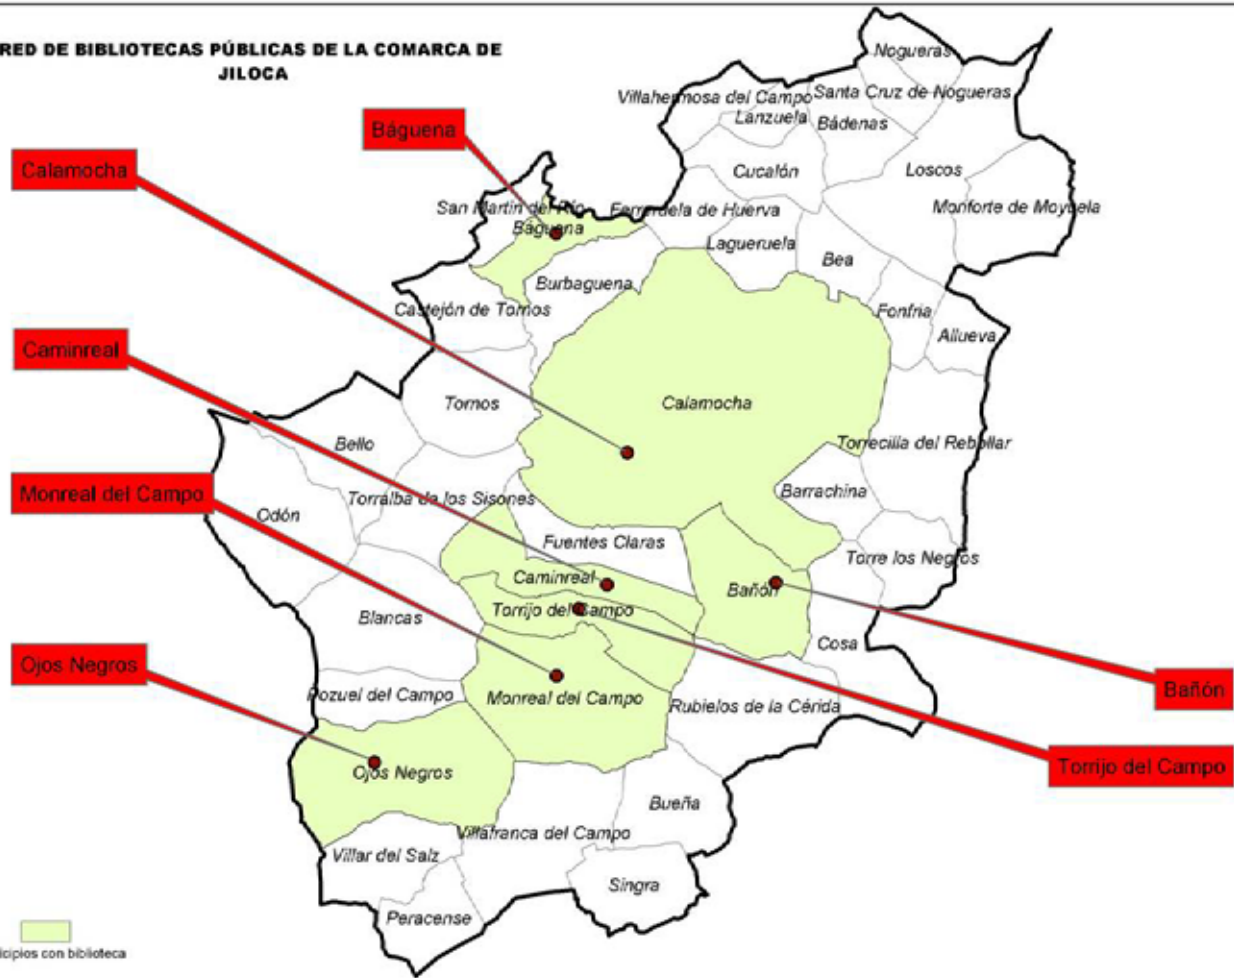 RED DE BIBLIOTECAS PÚBLICAS DE LA COMARCA DE
JILOCA
Nogueras
Villahermosa del Campo
Santa Cruz de Nogueras
Lanzuela
Bádenas
Báguena
Calamocha
Cucalón
Loscos
San Martín del Río
Ferreruela de Huerva
Monforte de Moyuela
Báguena
Lagueruela
Bea
Burbaguena
Castejón de Tornos
Fonfria
Allueva
Caminreal
Tornos
Calamocha
Bello
Torrecilla del Rebollar
Monreal del Campo
Torralba de los Sisones
Barrachina
Odón
Fuentes Claras
Torre los Negros
Caminreal
Bañón
Torrijo del Campo
Blancas
Cosa
Ojos Negros
Pozuel del Campo
Monreal del Campo
Rubielos de la Cérida
Bañón
Torrijo del Campo
Ojos Negros
Bueña
Villafranca del Campo
Villar del Salz
Singra
Peracense
icipios con biblioteca